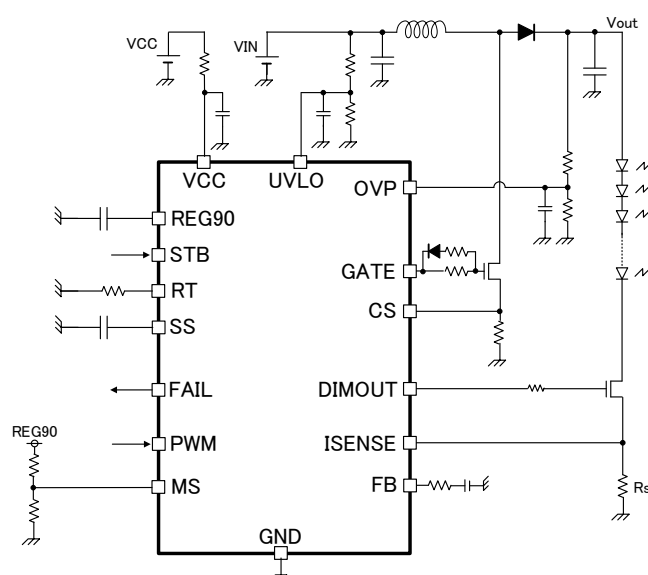 Vout
VCC
VIN
VCC
UVLO
OVP
REG90
STB
GATE
RT
CS
SS
FAIL
DIMOUT
REG90
PWM
ISENSE
MS
FB
Rs
GND